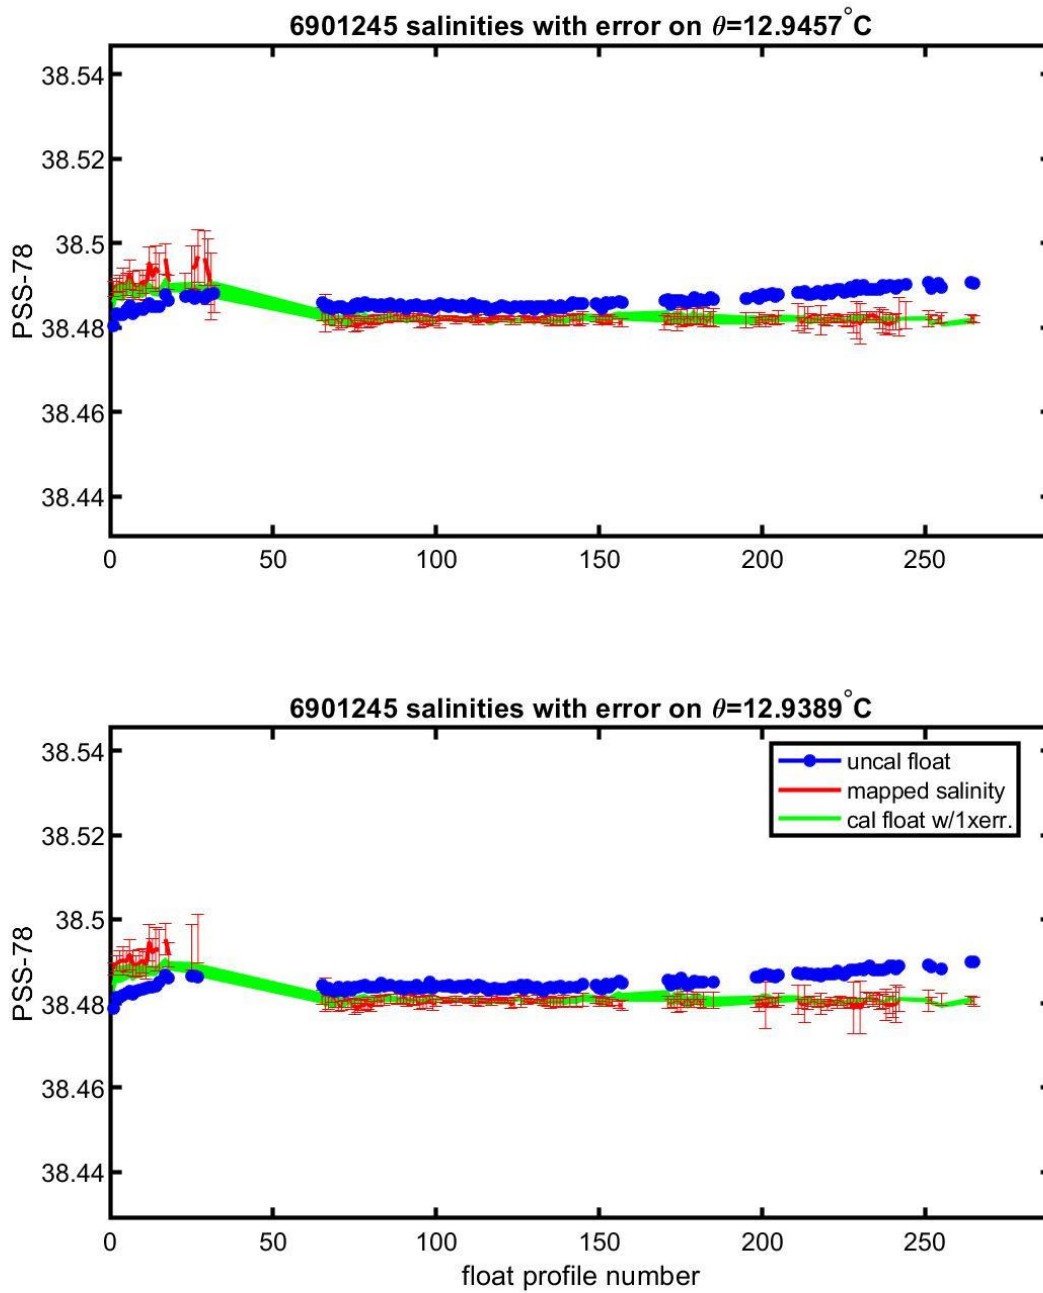 6901245 salinities with error on θ=12.9457°C
38.54
38.52
38.5
38.48
38.46
38.44
PSS-78
0 50 100 150 200 250
6901245 salinities with error on θ=12.9389°C
38.54
38.52
38.5
38.48
38.46
38.44
PSS-78
uncal float
mapped salinity
cal float w/1xerr.
0 50 100 150 200 250
float profile number